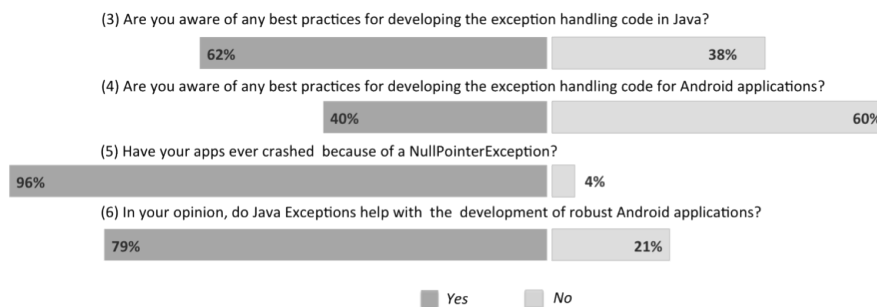 (3) Are you aware of any best practices for developing the exception handling code in Java?
62% 38%
(4) Are you aware of any best practices for developing the exception handling code for Android applications?
40% 60%
(5) Have your apps ever crashed because of a NullPointerException?
96% 4%
(6) In your opinion, do Java Exceptions help with the development of robust Android applications?
79% 21%
Yes No